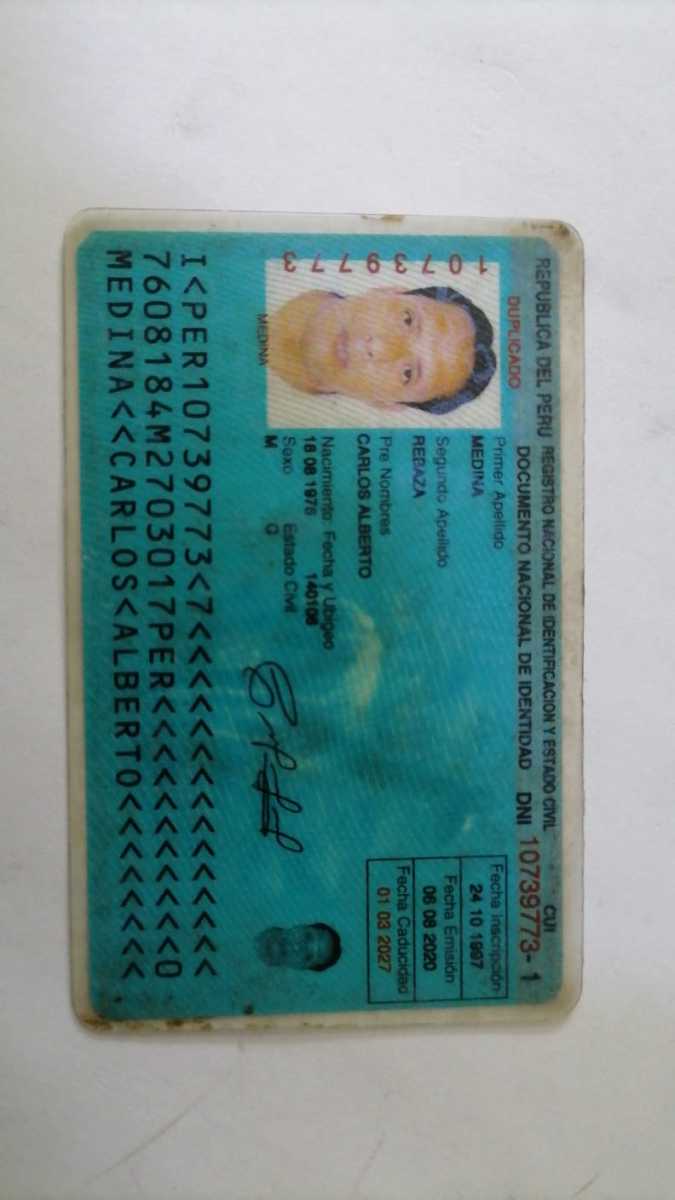 REPUBLICA DEL PERU REGISTRO NACIONAL DE IDENTIFICACION Y ESTADO CIVIL
CUI
DUPLICADO
DOCUMENTO NACIONAL DE IDENTIDAD DNI 10739773-1
10739773
MEDINA
Primer Apellido
MEDINA
Segundo Apellido
REBAZA
Pre Nombres
CARLOS ALBERTO
Nacimiento: Fecha y Ubigeo
18 08 1976 140108
Sexo Estado Civil
M
Fecha Inscripción
24 10 1997
Fecha Emisión
06 08 2020
Fecha Caducidad
01 03 2027
I<PER10739773<7<<<<<<<<<<<<<<<
7608184M2703017PER<<<<<<<<<<<0
MEDINA<<CARLOS<ALBERTO<<<<<<<<